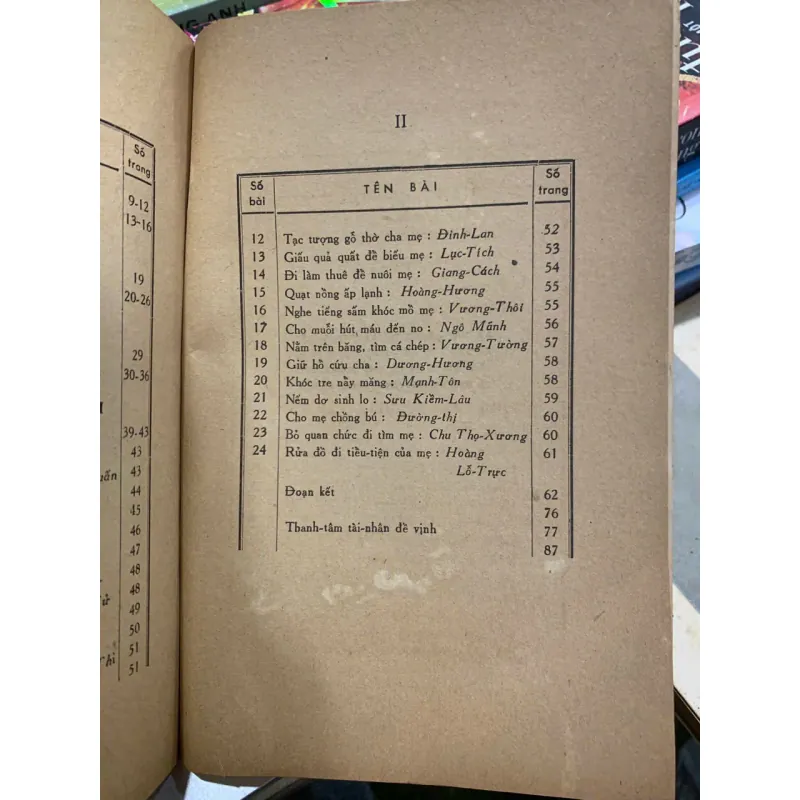 NG ANH
Số
trang
9-12
13-16
19
20-26
29
30-36
39-43
43
43
44
45
46
47
48
48
49
50
51
51
II
Số bài TÊN BÀI Số trang
12 Tạc tượng gỗ thờ cha mẹ : Đinh-Lan 52
13 Giấu quả quất để biếu mẹ : Lục-Tích 53
14 Đi làm thuê để nuôi mẹ : Giang-Cách 54
15 Quạt nồng ấp lạnh : Hoàng-Hương 55
16 Nghe tiếng sấm khóc mồ mẹ : Vương-Thôi 55
17 Cho muỗi hút máu đến no : Ngô Mãnh 56
18 Nằm trên băng, tìm cá chép : Vương-Tường 57
19 Giữ hổ cứu cha : Dương-Hương 58
20 Khóc tre nẩy măng : Mạnh-Tôn 58
21 Nếm dơ sinh lo : Sưu Kiềm-Lâu 59
22 Cho mẹ chồng bú : Đường-thị 60
23 Bỏ quan chức đi tìm mẹ : Chu Thọ-Xương 60
24 Rửa đồ đi tiểu-tiện của mẹ : Hoàng 61
Lỗ-Trực
Đoạn kết 62
76
Thanh-tâm tài-nhân đề vịnh 77
87